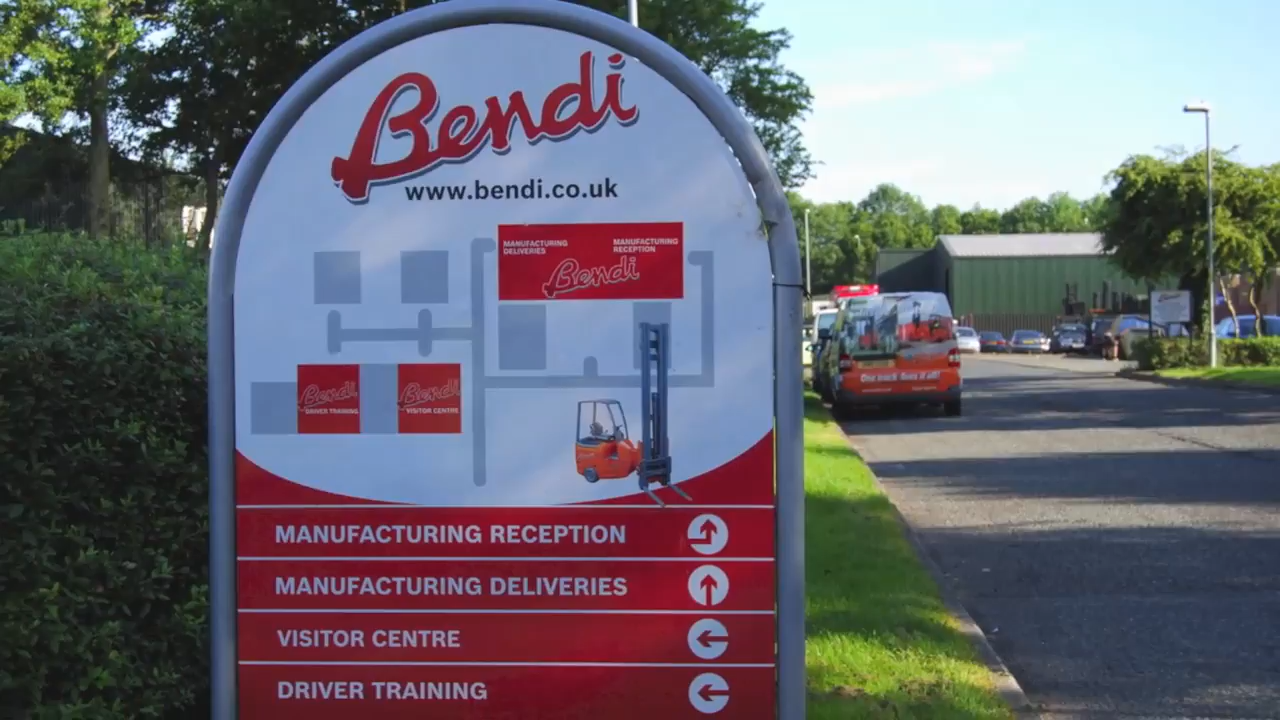 Bendi
www.bendi.co.uk
MANUFACTURING DELIVERIES
MANUFACTURING RECEPTION
Bendi
Bendi
DRIVER TRAINING
Bendi
VISITOR CENTRE
One truck does it all!
MANUFACTURING RECEPTION
MANUFACTURING DELIVERIES
VISITOR CENTRE
DRIVER TRAINING